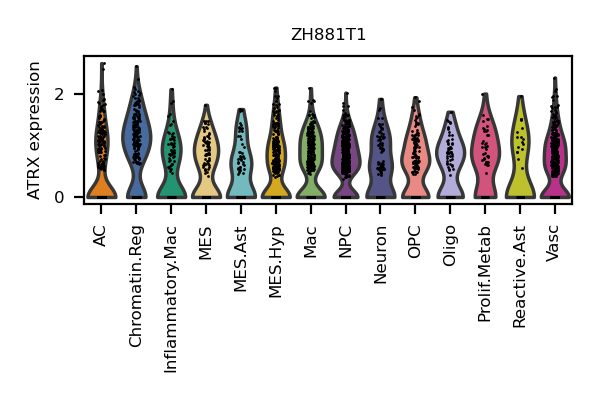 ZH881T1
ATRX expression
2
0
AC
Chromatin.Reg
Inflammatory.Mac
MES
MES.Ast
MES.Hyp
Mac
NPC
Neuron
OPC
Oligo
Prolif.Metab
Reactive.Ast
Vasc